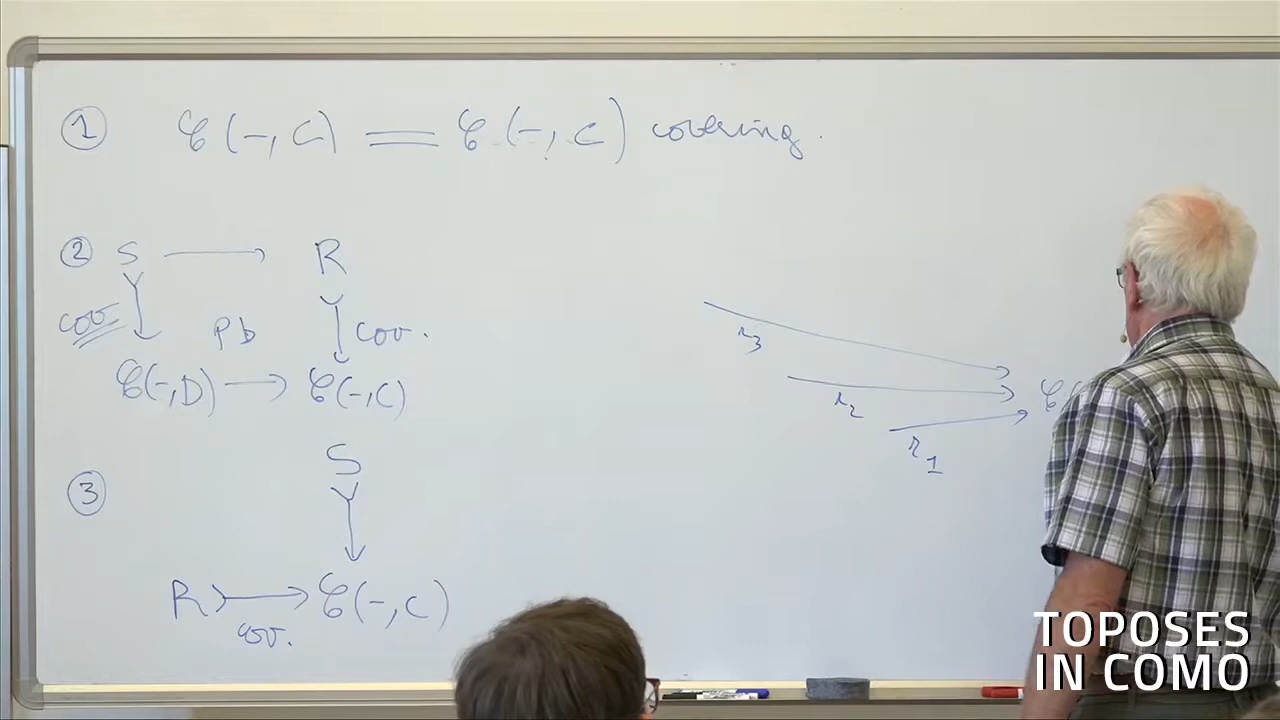 ① 𝒞(-, C) = 𝒞(-, C) covering.
② S → R
cov. Pb cov.
𝒞(-, D) → 𝒞(-, C)
③ S
R ↣ 𝒞(-, C)
cov.
r₃
r₂
r₁
𝒞(
TOPOSES
IN COMO